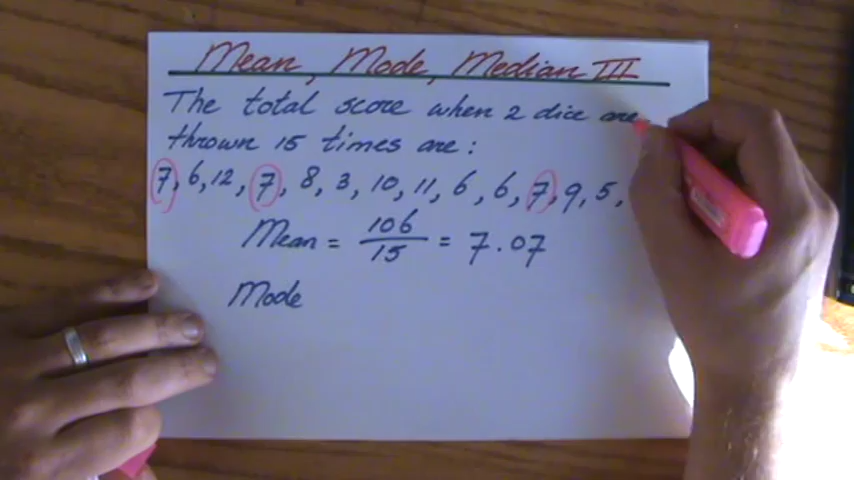 Mean, Mode, Median III
The total score when 2 dice are
thrown 15 times are:
7, 6, 12, 7, 8, 3, 10, 11, 6, 6, 7, 9, 5,
Mean = 106/15 = 7.07
Mode